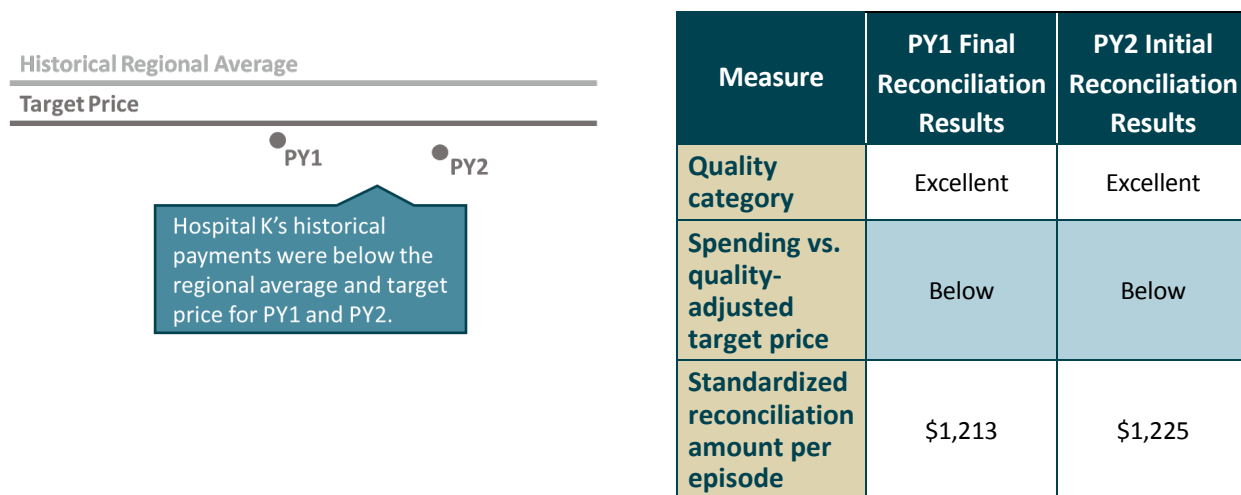 Historical Regional Average
Target Price
PY1
PY2
Hospital K's historical
payments were below the
regional average and target
price for PY1 and PY2.
Measure
PY1 Final
Reconciliation
Results
PY2 Initial
Reconciliation
Results
Quality
category
Excellent
Excellent
Spending vs.
quality-
adjusted
target price
Below
Below
Standardized
reconciliation
amount per
episode
$1,213
$1,225